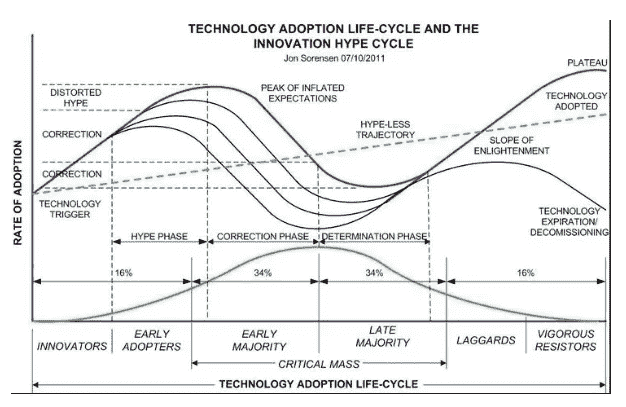 TECHNOLOGY ADOPTION LIFE-CYCLE AND THE
INNOVATION HYPE CYCLE
Jon Sorensen 07/10/2011
PLATEAU
DISTORTED
HYPE
PEAK OF INFLATED
EXPECTATIONS
TECHNOLOGY
ADOPTED
HYPE-LESS
TRAJECTORY
CORRECTION
SLOPE OF
ENLIGHTENMENT
CORRECTION
RATE OF ADOPTION
TECHNOLOGY
TRIGGER
TECHNOLOGY
EXPIRATION/
DECOMISSIONING
HYPE PHASE
CORRECTION PHASE
DETERMINATION PHASE
16%
34%
34%
16%
INNOVATORS
EARLY
ADOPTERS
EARLY
MAJORITY
LATE
MAJORITY
LAGGARDS
VIGOROUS
RESISTORS
CRITICAL MASS
TECHNOLOGY ADOPTION LIFE-CYCLE